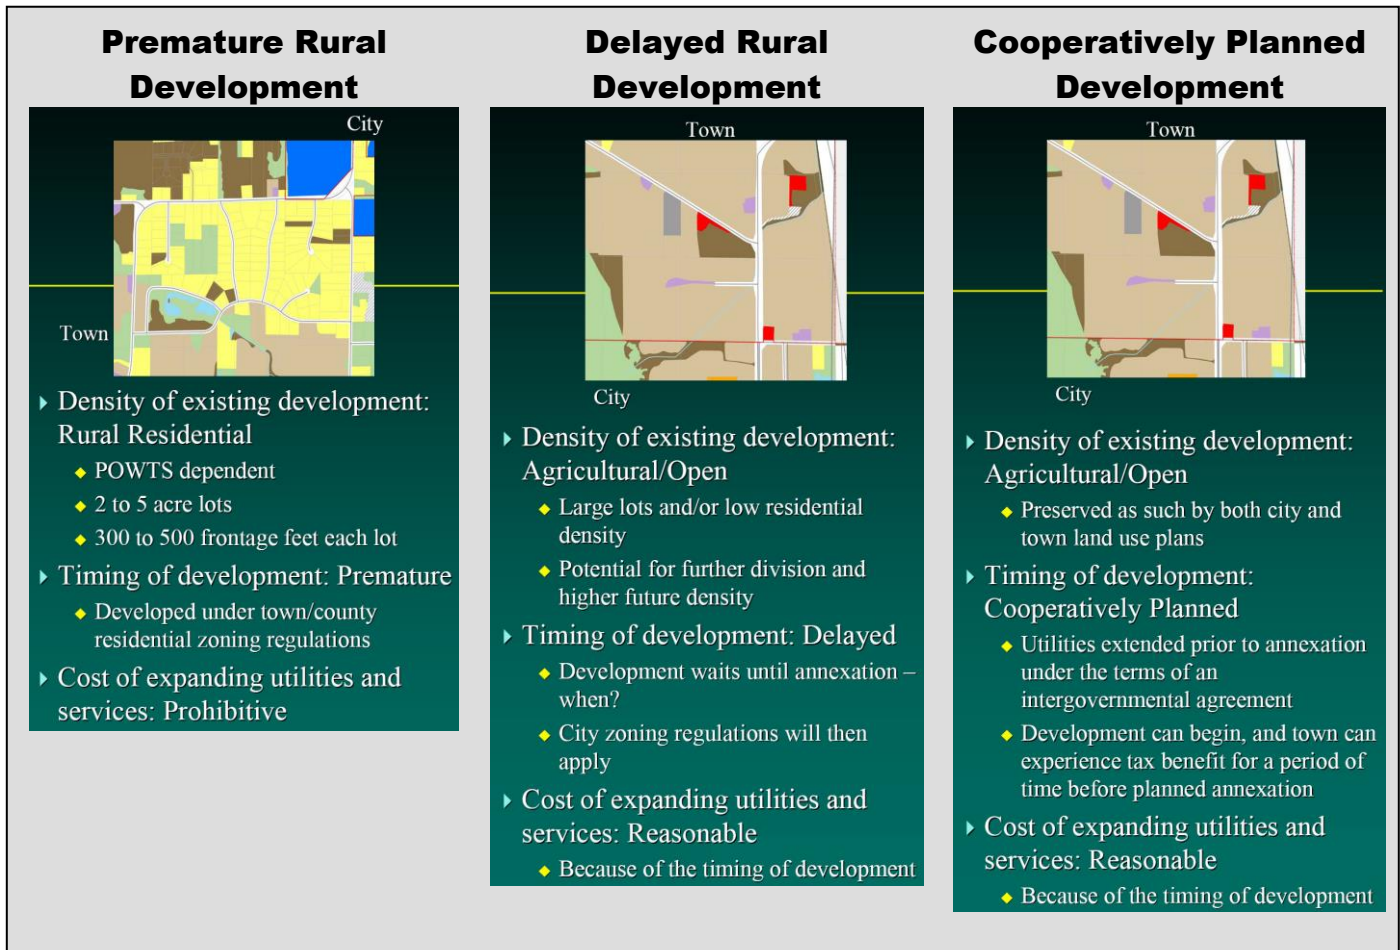 Premature Rural
Development
City
Town
Density of existing development:
Rural Residential
POWTS dependent
2 to 5 acre lots
300 to 500 frontage feet each lot
Timing of development: Premature
Developed under town/county
residential zoning regulations
Cost of expanding utilities and
services: Prohibitive
Delayed Rural
Development
Town
City
Density of existing development:
Agricultural/Open
Large lots and/or low residential
density
Potential for further division and
higher future density
Timing of development: Delayed
Development waits until annexation –
when?
City zoning regulations will then
apply
Cost of expanding utilities and
services: Reasonable
Because of the timing of development
Cooperatively Planned
Development
Town
City
Density of existing development:
Agricultural/Open
Preserved as such by both city and
town land use plans
Timing of development:
Cooperatively Planned
Utilities extended prior to annexation
under the terms of an
intergovernmental agreement
Development can begin, and town can
experience tax benefit for a period of
time before planned annexation
Cost of expanding utilities and
services: Reasonable
Because of the timing of development